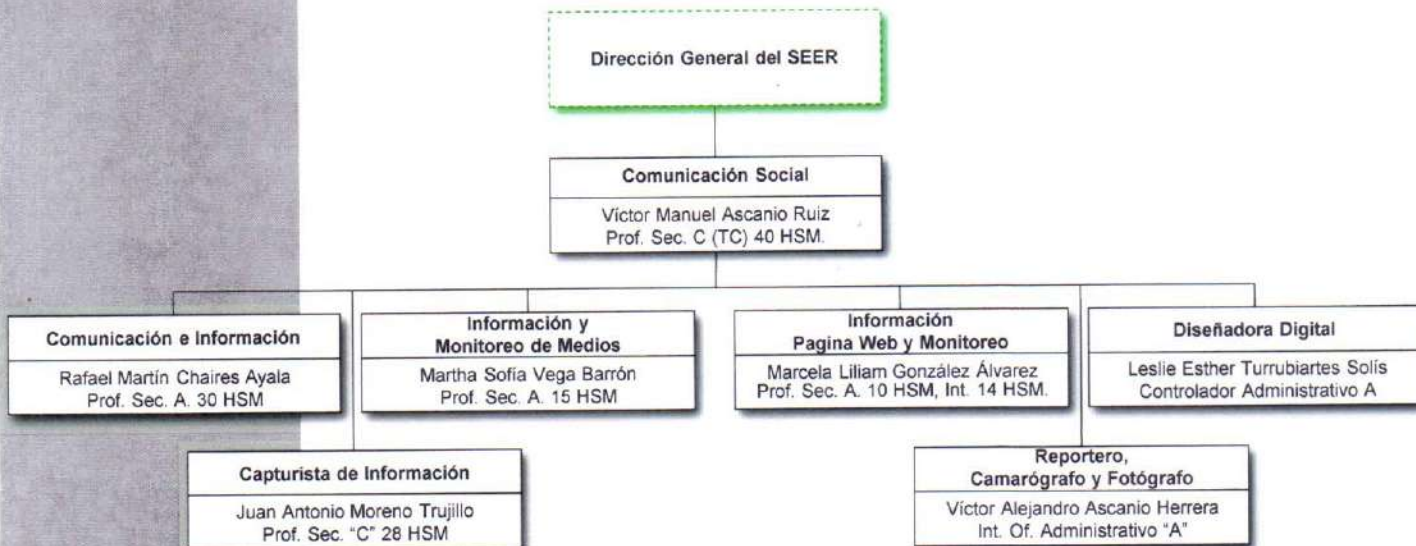 Dirección General del SEER
Comunicación Social
Víctor Manuel Ascanio Ruiz
Prof. Sec. C (TC) 40 HSM.
Comunicación e Información
Rafael Martín Chaires Ayala
Prof. Sec. A. 30 HSM
Información y
Monitoreo de Medios
Martha Sofía Vega Barrón
Prof. Sec. A. 15 HSM
Información
Pagina Web y Monitoreo
Marcela Liliam González Álvarez
Prof. Sec. A. 10 HSM, Int. 14 HSM.
Diseñadora Digital
Leslie Esther Turrubiartes Solís
Controlador Administrativo A
Capturista de Información
Juan Antonio Moreno Trujillo
Prof. Sec. "C" 28 HSM
Reportero,
Camarógrafo y Fotógrafo
Víctor Alejandro Ascanio Herrera
Int. Of. Administrativo "A"